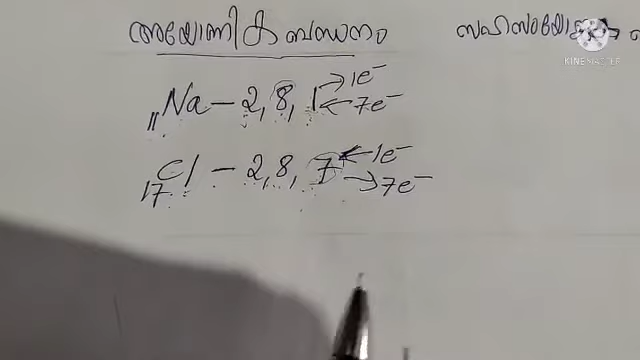 അയോണിക ബന്ധനം
KINEMASTER
₁₁Na – 2, 8, 1 → 1e⁻
← 7e⁻
₁₇Cl – 2, 8, 7 ← 1e⁻
→ 7e⁻